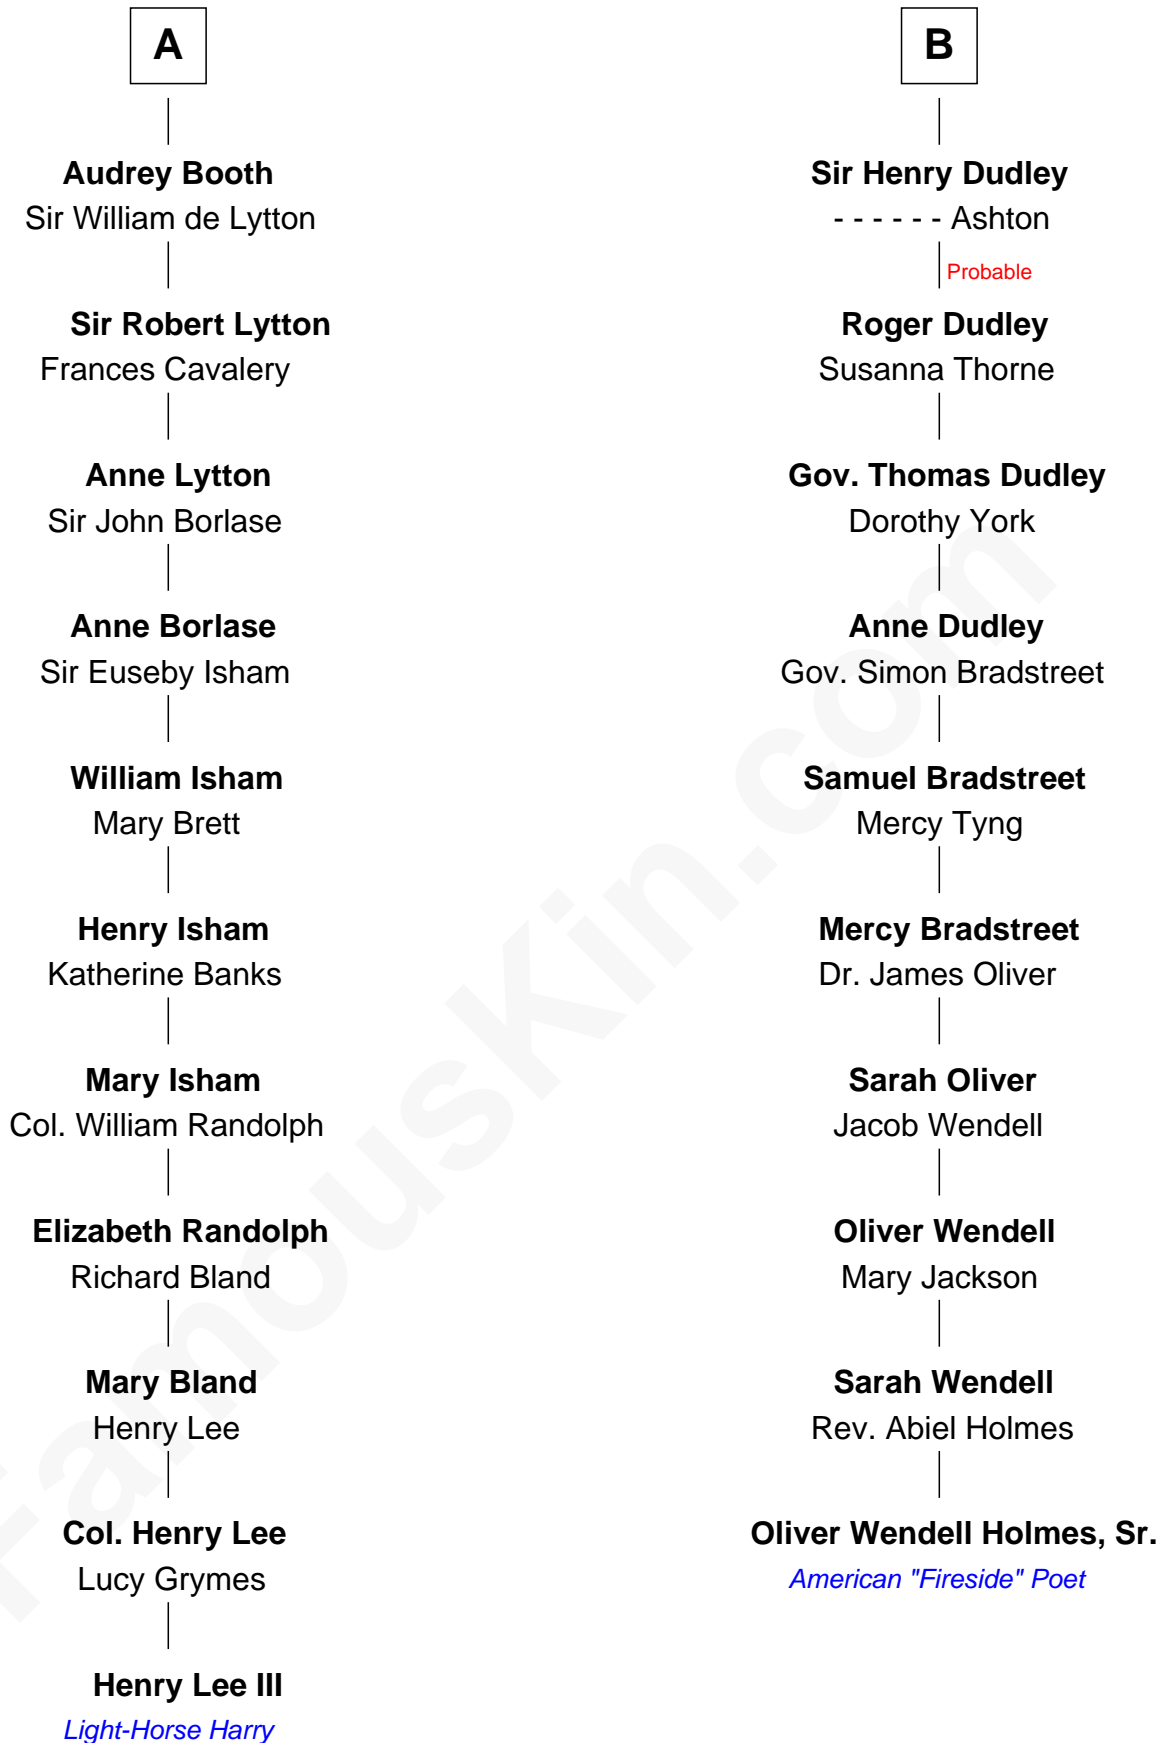 A
Audrey Booth
Sir William de Lytton
Sir Robert Lytton
Frances Cavalery
Anne Lytton
Sir John Borlase
Anne Borlase
Sir Euseby Isham
William Isham
Mary Brett
Henry Isham
Katherine Banks
Mary Isham
Col. William Randolph
Elizabeth Randolph
Richard Bland
Mary Bland
Henry Lee
Col. Henry Lee
Lucy Grymes
Henry Lee III
Light-Horse Harry
B
Sir Henry Dudley
- - - - - - Ashton
Probable
Roger Dudley
Susanna Thorne
Gov. Thomas Dudley
Dorothy York
Anne Dudley
Gov. Simon Bradstreet
Samuel Bradstreet
Mercy Tyng
Mercy Bradstreet
Dr. James Oliver
Sarah Oliver
Jacob Wendell
Oliver Wendell
Mary Jackson
Sarah Wendell
Rev. Abiel Holmes
Oliver Wendell Holmes, Sr.
American "Fireside" Poet
FamousKin.com